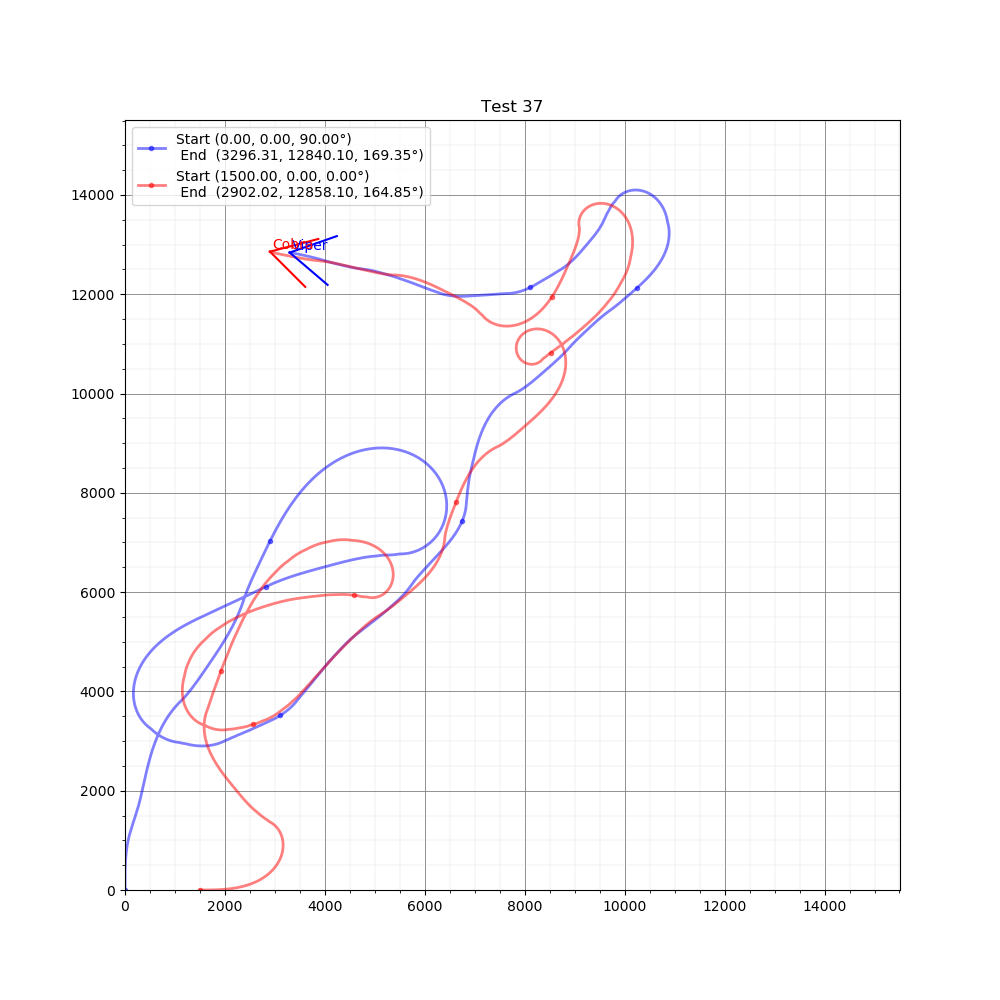 Test 37
Start (0.00, 0.00, 90.00°)
End (3296.31, 12840.10, 169.35°)
Start (1500.00, 0.00, 0.00°)
End (2902.02, 12858.10, 164.85°)
14000
12000
10000
8000
6000
4000
2000
0
0 2000 4000 6000 8000 10000 12000 14000